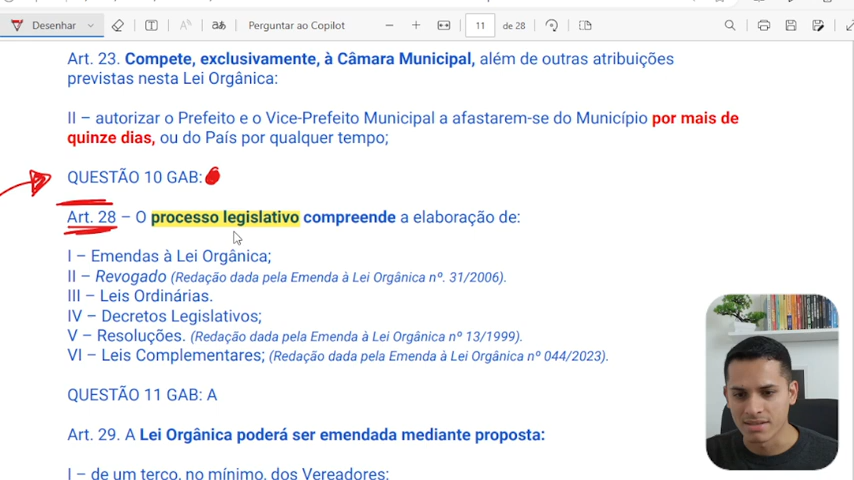 Desenhar
Perguntar ao Copilot
11
de 28
Art. 23. Compete, exclusivamente, à Câmara Municipal, além de outras atribuições
previstas nesta Lei Orgânica:
II – autorizar o Prefeito e o Vice-Prefeito Municipal a afastarem-se do Município por mais de
quinze dias, ou do País por qualquer tempo;
QUESTÃO 10 GAB:
Art. 28 – O processo legislativo compreende a elaboração de:
I – Emendas à Lei Orgânica;
II – Revogado (Redação dada pela Emenda à Lei Orgânica nº. 31/2006).
III – Leis Ordinárias.
IV – Decretos Legislativos;
V – Resoluções. (Redação dada pela Emenda à Lei Orgânica nº 13/1999).
VI – Leis Complementares; (Redação dada pela Emenda à Lei Orgânica nº 044/2023).
QUESTÃO 11 GAB: A
Art. 29. A Lei Orgânica poderá ser emendada mediante proposta:
I – de um terço, no mínimo, dos Vereadores;